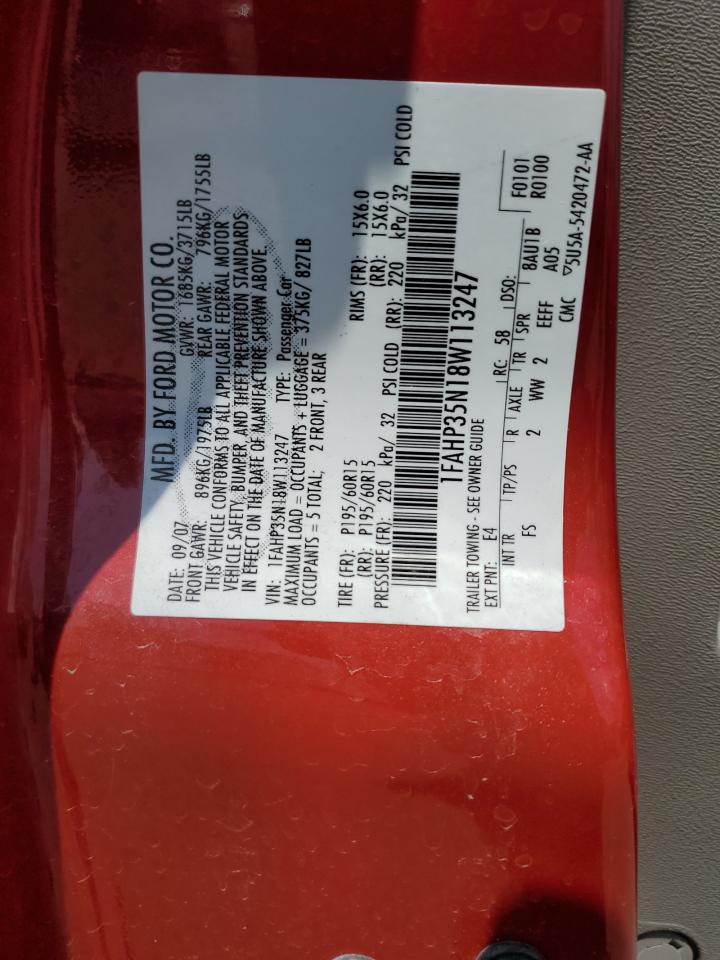 MFD. BY FORD MOTOR CO.
DATE: 09/07 GVWR: 1685KG/3715LB
FRONT GAWR: 896KG/1975LB REAR GAWR: 796KG/1755LB
THIS VEHICLE CONFORMS TO ALL APPLICABLE FEDERAL MOTOR
VEHICLE SAFETY, BUMPER, AND THEFT PREVENTION STANDARDS
IN EFFECT ON THE DATE OF MANUFACTURE SHOWN ABOVE.
VIN: 1FAHP35N18W113247 TYPE: Passenger Car
MAXIMUM LOAD = OCCUPANTS + LUGGAGE = 375KG/ 827LB
OCCUPANTS = 5 TOTAL; 2 FRONT, 3 REAR
TIRE (FR): P195/60R15 RIMS (FR): 15X6.0
(RR): P195/60R15 (RR): 15X6.0
PRESSURE (FR): 220 kPa/ 32 PSI COLD (RR): 220 kPa/ 32 PSI COLD
1FAHP35N18W113247
TRAILER TOWING - SEE OWNER GUIDE
EXT PNT: E4 RC: 58 DSO: F0101
INT TR TP/PS R AXLE TR SPR 8AU1B R0100
FS 2 WW 2 EEFF A05
CMC ▽5U5A-5420472-AA